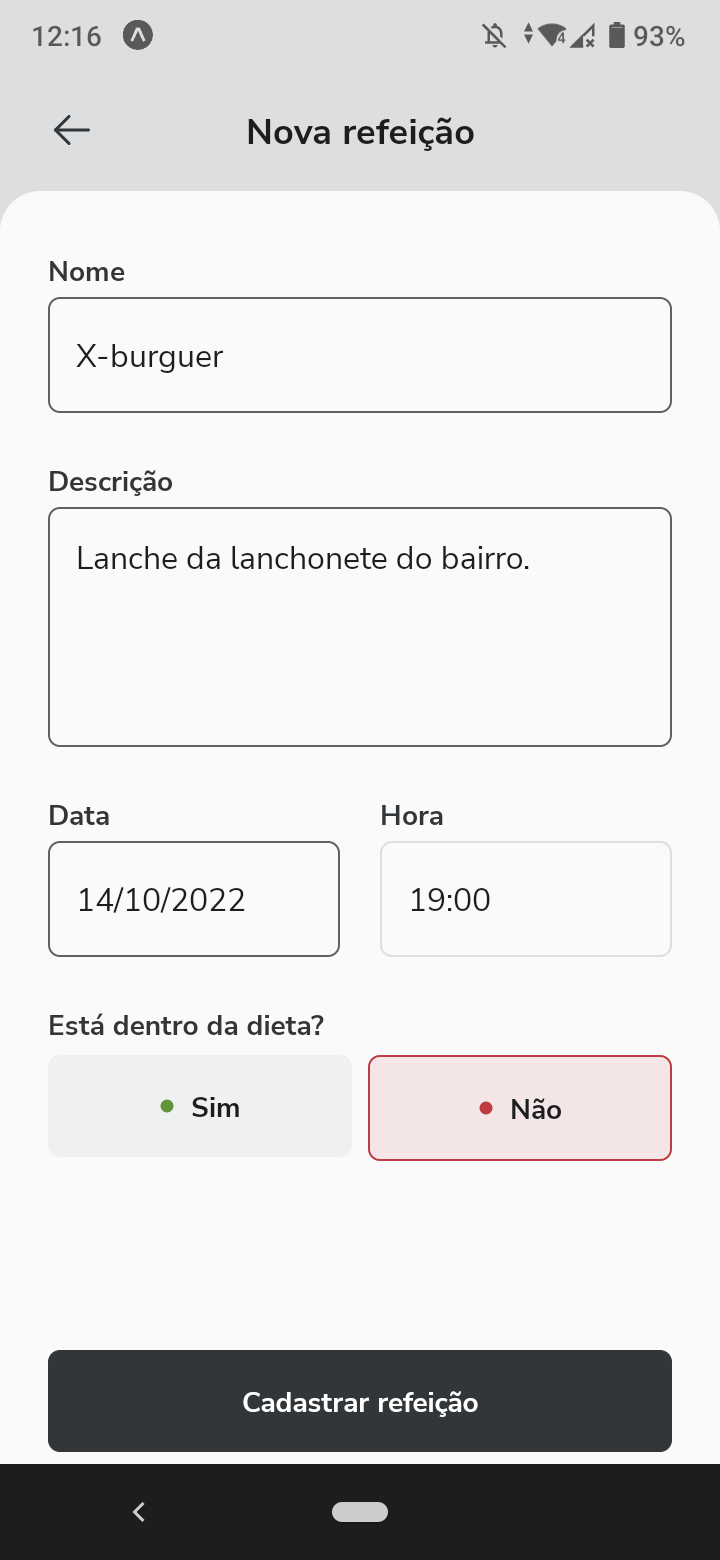 12:16
93%
Nova refeição
Nome
X-burguer
Descrição
Lanche da lanchonete do bairro.
Data
Hora
14/10/2022
19:00
Está dentro da dieta?
Sim
Não
Cadastrar refeição